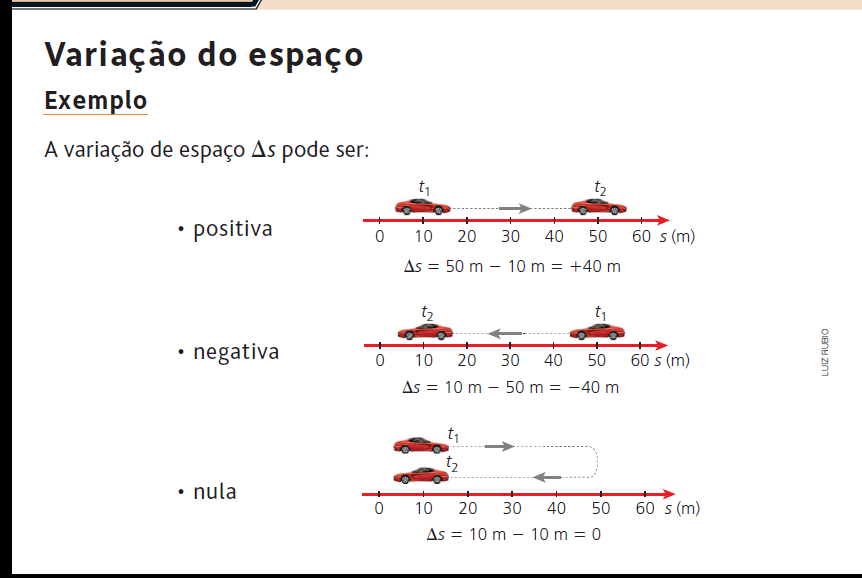 Variação do espaço
Exemplo
A variação de espaço Δs pode ser:
• positiva
t₁ t₂
0 10 20 30 40 50 60 s (m)
Δs = 50 m − 10 m = +40 m
• negativa
t₂ t₁
0 10 20 30 40 50 60 s (m)
Δs = 10 m − 50 m = −40 m
• nula
t₁
t₂
0 10 20 30 40 50 60 s (m)
Δs = 10 m − 10 m = 0
LUIZ RUBIO